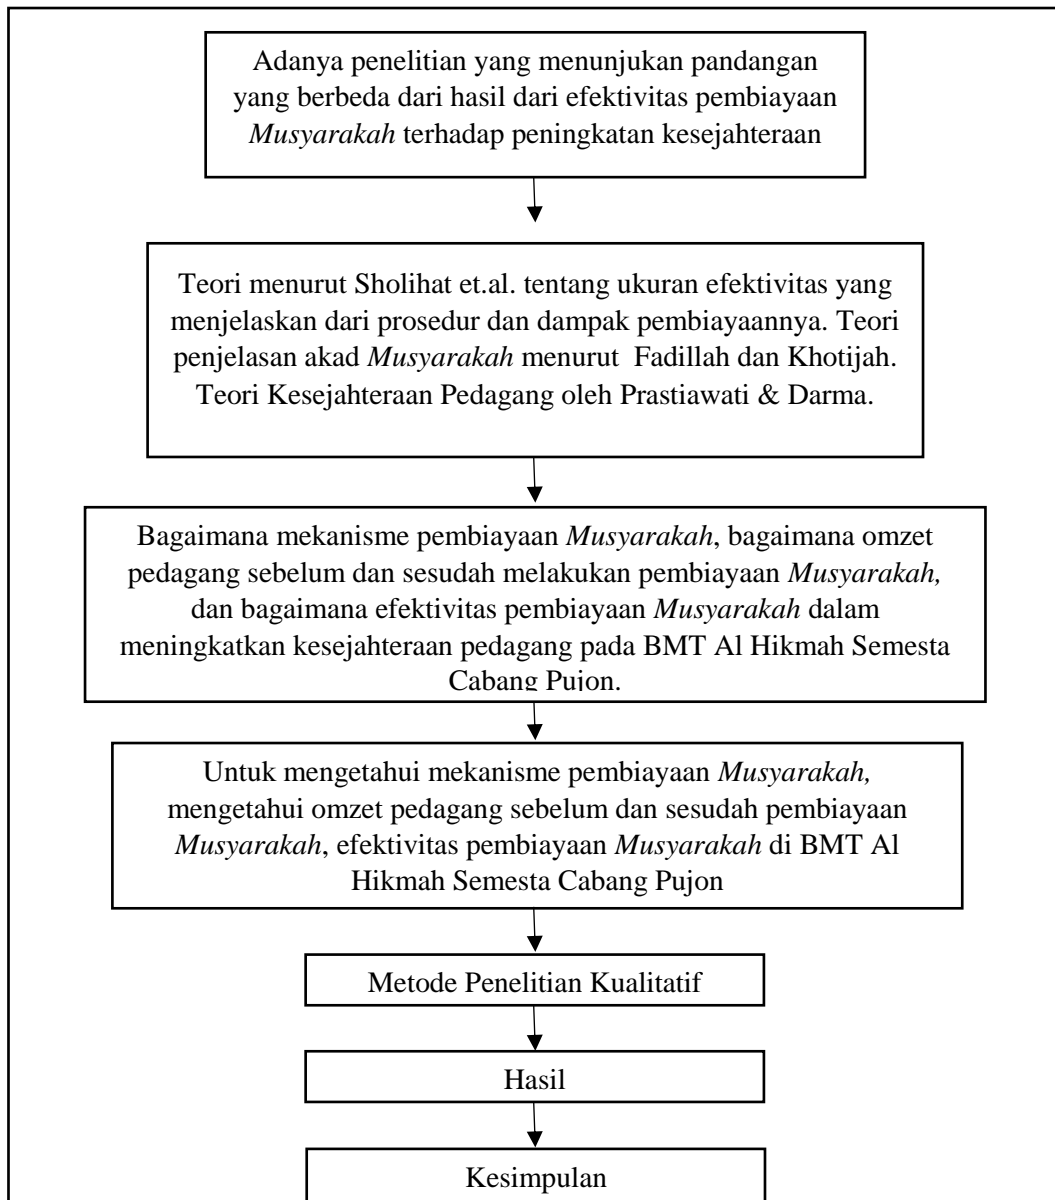 Adanya penelitian yang menunjukan pandangan
yang berbeda dari hasil dari efektivitas pembiayaan
Musyarakah terhadap peningkatan kesejahteraan
Teori menurut Sholihat et.al. tentang ukuran efektivitas yang
menjelaskan dari prosedur dan dampak pembiayaannya. Teori
penjelasan akad Musyarakah menurut Fadillah dan Khotijah.
Teori Kesejahteraan Pedagang oleh Prastiawati & Darma.
Bagaimana mekanisme pembiayaan Musyarakah, bagaimana omzet
pedagang sebelum dan sesudah melakukan pembiayaan Musyarakah,
dan bagaimana efektivitas pembiayaan Musyarakah dalam
meningkatkan kesejahteraan pedagang pada BMT Al Hikmah Semesta
Cabang Pujon.
Untuk mengetahui mekanisme pembiayaan Musyarakah,
mengetahui omzet pedagang sebelum dan sesudah pembiayaan
Musyarakah, efektivitas pembiayaan Musyarakah di BMT Al
Hikmah Semesta Cabang Pujon
Metode Penelitian Kualitatif
Hasil
Kesimpulan